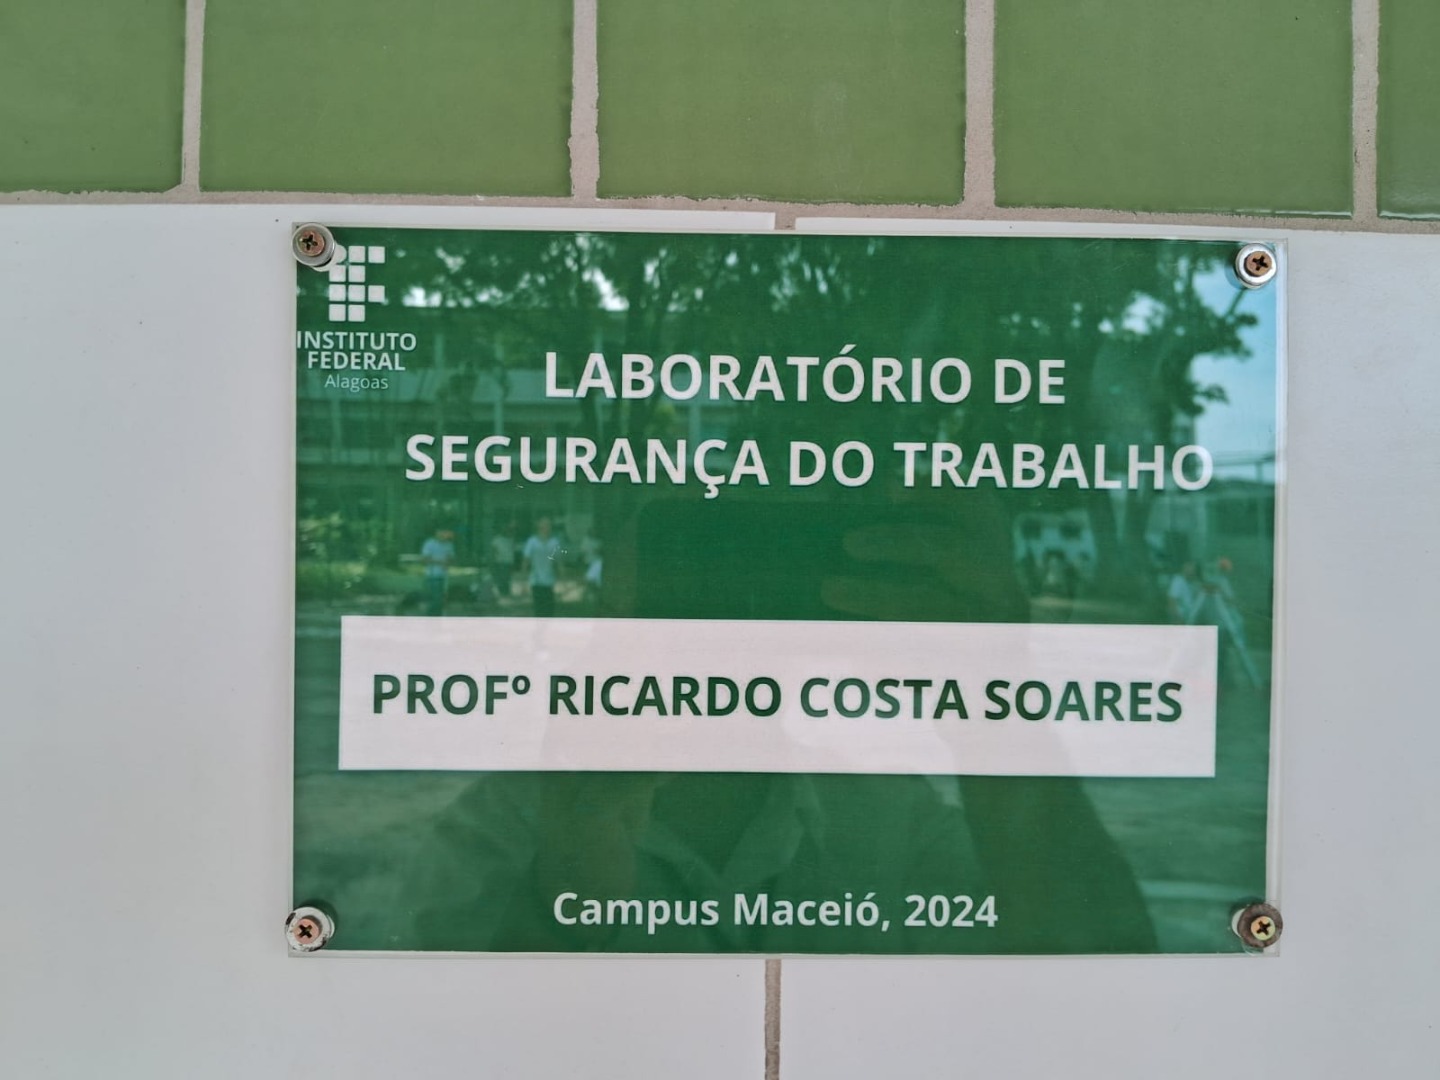 INSTITUTO
FEDERAL
Alagoas
LABORATÓRIO DE
SEGURANÇA DO TRABALHO
PROFº RICARDO COSTA SOARES
Campus Maceió, 2024